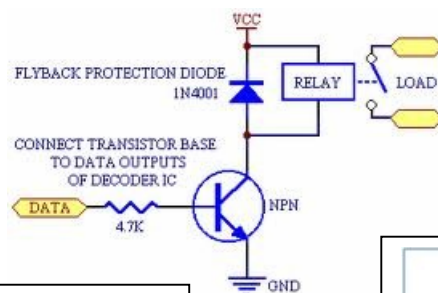 VCC
FLYBACK PROTECTION DIODE
1N4001
RELAY
LOAD
CONNECT TRANSISTOR BASE
TO DATA OUTPUTS
OF DECODER IC
DATA
4.7K
NPN
GND